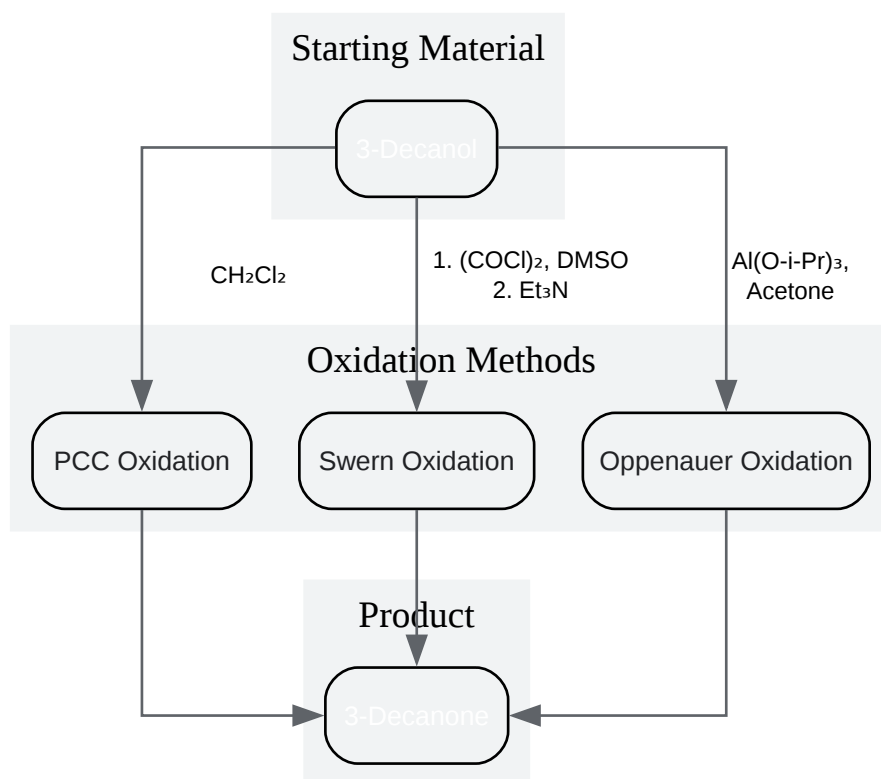 Starting Material
3-Decanol
CH₂Cl₂
1. (COCl)₂, DMSO
2. Et₃N
Al(O-i-Pr)₃,
Acetone
Oxidation Methods
PCC Oxidation
Swern Oxidation
Oppenauer Oxidation
Product
3-Decanone